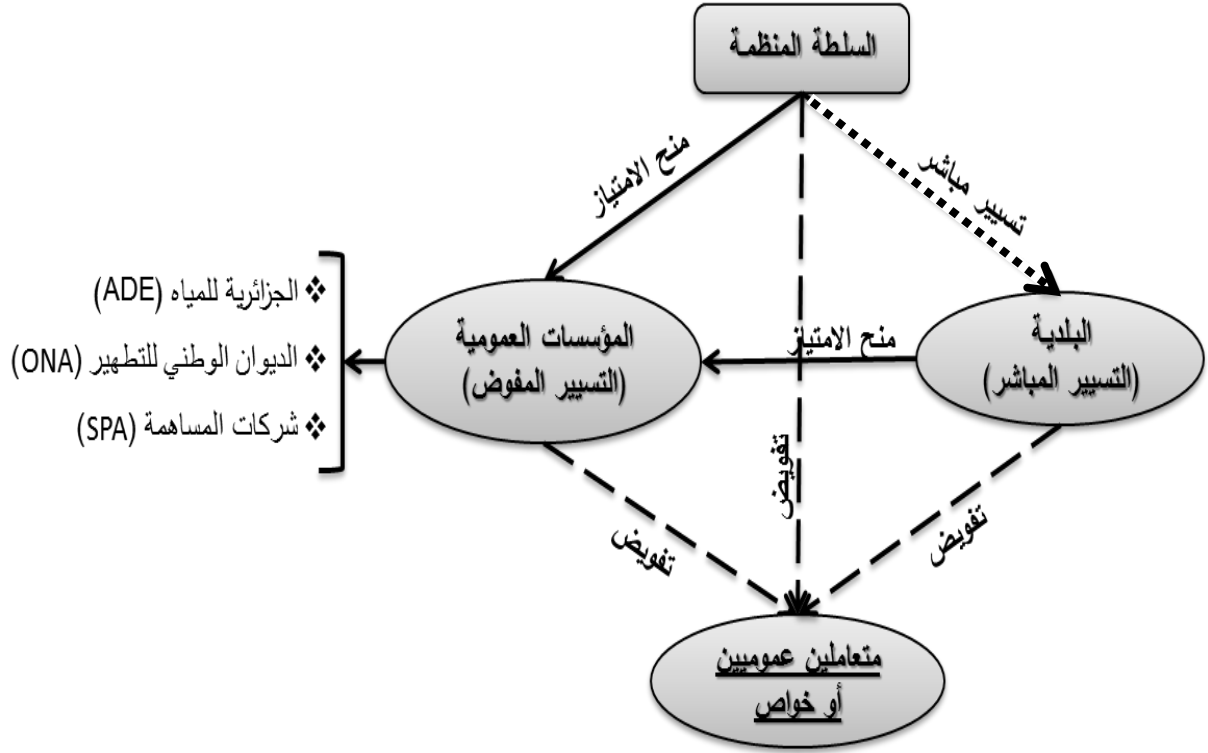 السلطة المنظمة
منح الامتياز
تسيير مباشر
❖ الجزائرية للمياه (ADE)
❖ الديوان الوطني للتطهير (ONA)
❖ شركات المساهمة (SPA)
المؤسسات العمومية
(التسيير المفوض)
منح الامتياز
البلدية
(التسيير المباشر)
تفويض
تفويض
تفويض
متعاملين عموميين
أو خواص